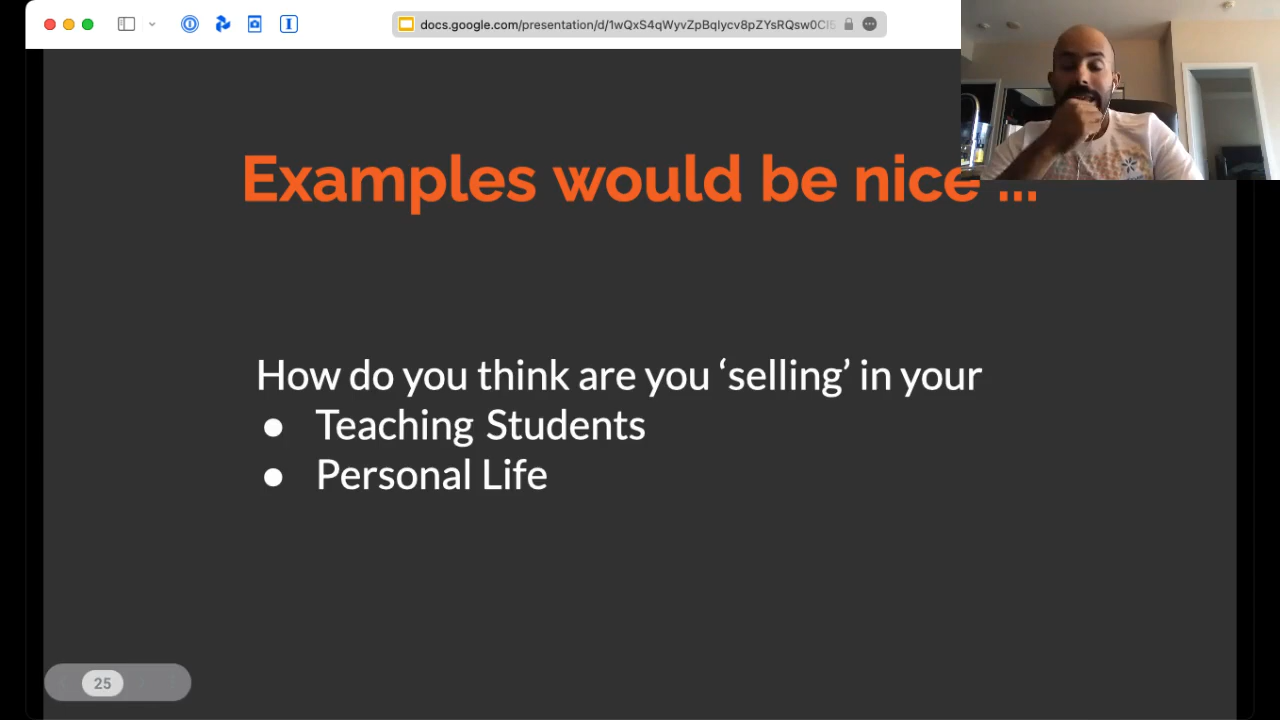 docs.google.com/presentation/d/1wQxS4qWyvZpBqlycv8pZYsRQsw0CI5
Examples would be nice ...
How do you think are you ‘selling’ in your
● Teaching Students
● Personal Life
25